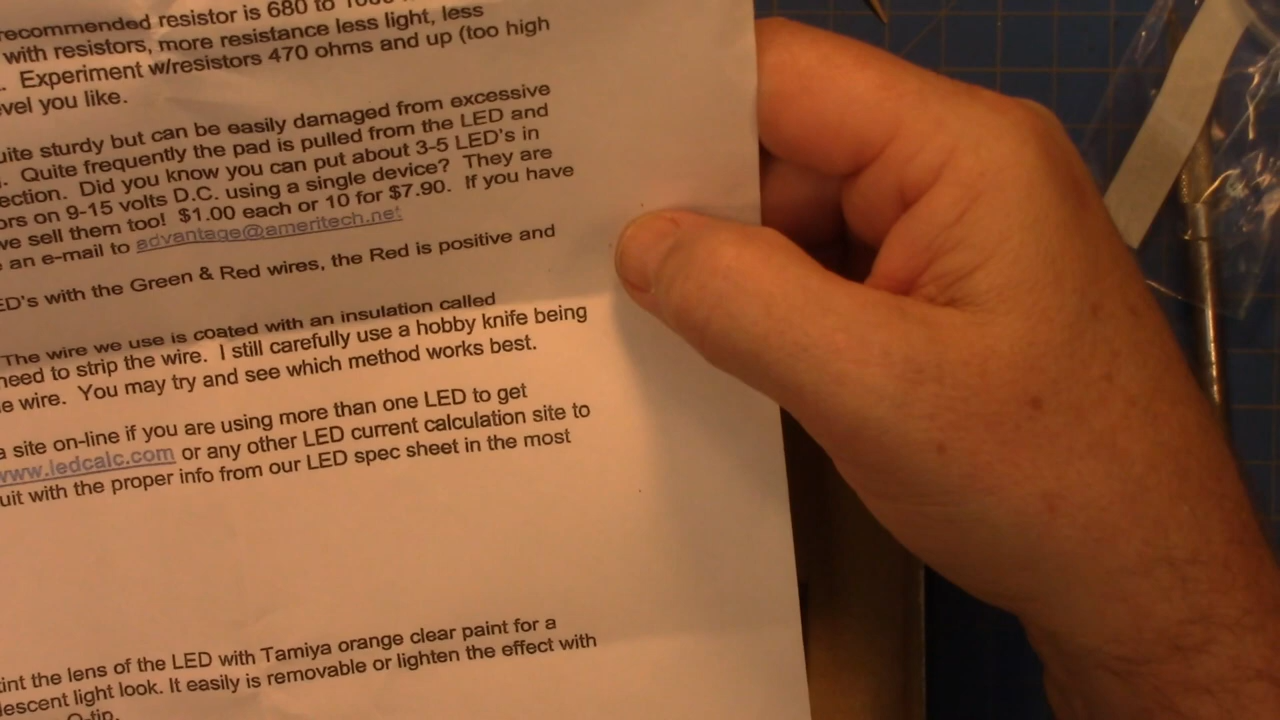 recommended resistor is 680 to
with resistors, more resistance less light, less
. Experiment w/resistors 470 ohms and up (too high
evel you like.
uite sturdy but can be easily damaged from excessive
. Quite frequently the pad is pulled from the LED and
ection. Did you know you can put about 3-5 LED's in
ors on 9-15 volts D.C. using a single device? They are
we sell them too! $1.00 each or 10 for $7.90. If you have
e an e-mail to advantage@ameritech.net
ED's with the Green & Red wires, the Red is positive and
The wire we use is coated with an insulation called
need to strip the wire. I still carefully use a hobby knife being
e wire. You may try and see which method works best.
a site on-line if you are using more than one LED to get
www.ledcalc.com or any other LED current calculation site to
uit with the proper info from our LED spec sheet in the most
tint the lens of the LED with Tamiya orange clear paint for a
descent light look. It easily is removable or lighten the effect with
Q-tip.